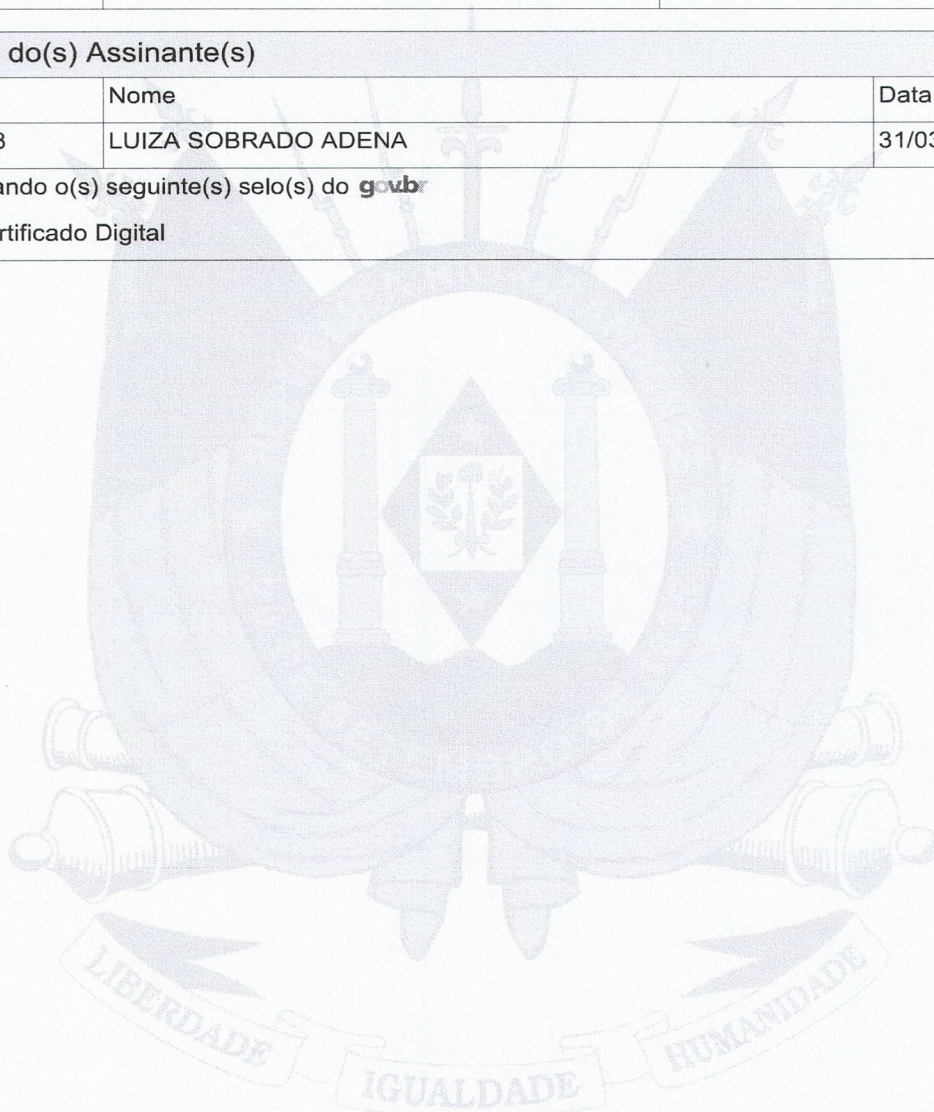 do(s) Assinante(s)
Nome Data
3 LUIZA SOBRADO ADENA 31/03
ando o(s) seguinte(s) selo(s) do gov.br
rtificado Digital
LIBERDADE IGUALDADE HUMANIDADE